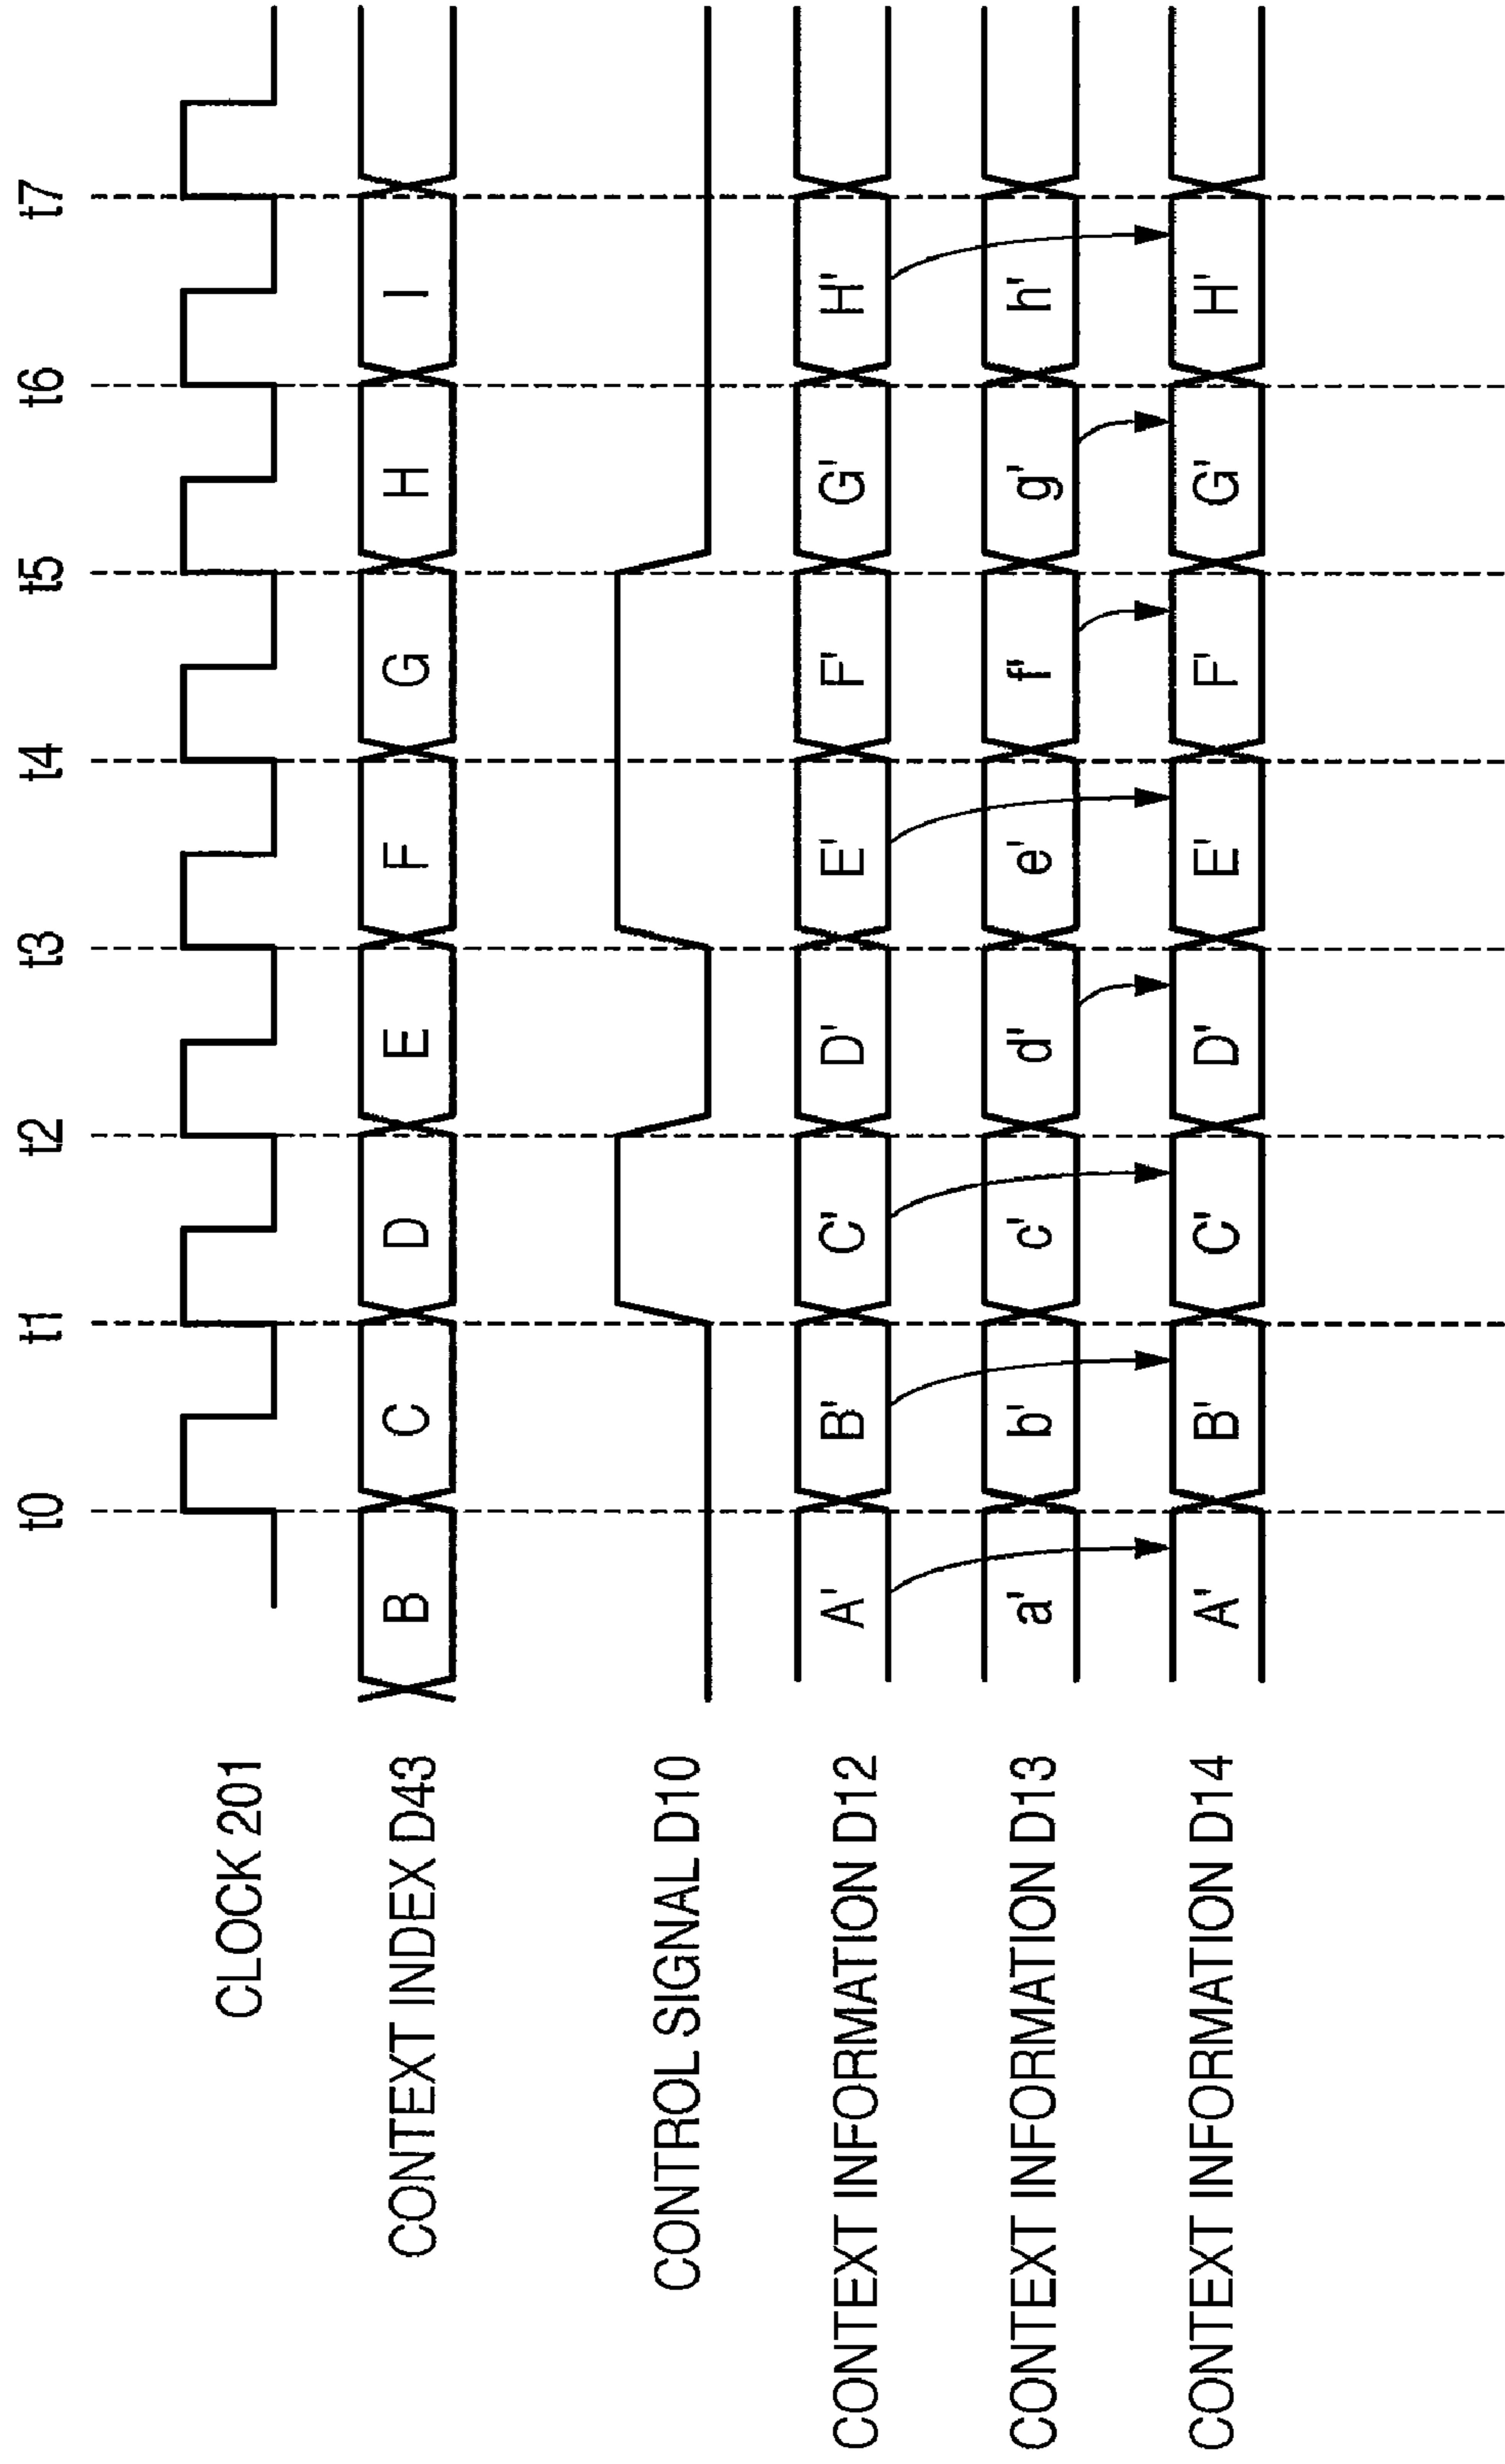 t0 t1 t2 t3 t4 t5 t6 t7
CLOCK 201
CONTEXT INDEX D43 B C D E F G H I
CONTROL SIGNAL D10
CONTEXT INFORMATION D12 A' B' C' D' E' F' G' H'
CONTEXT INFORMATION D13 a' b' c' d' e' f' g' h'
CONTEXT INFORMATION D14 A' B' C' D' E' F' G' H'